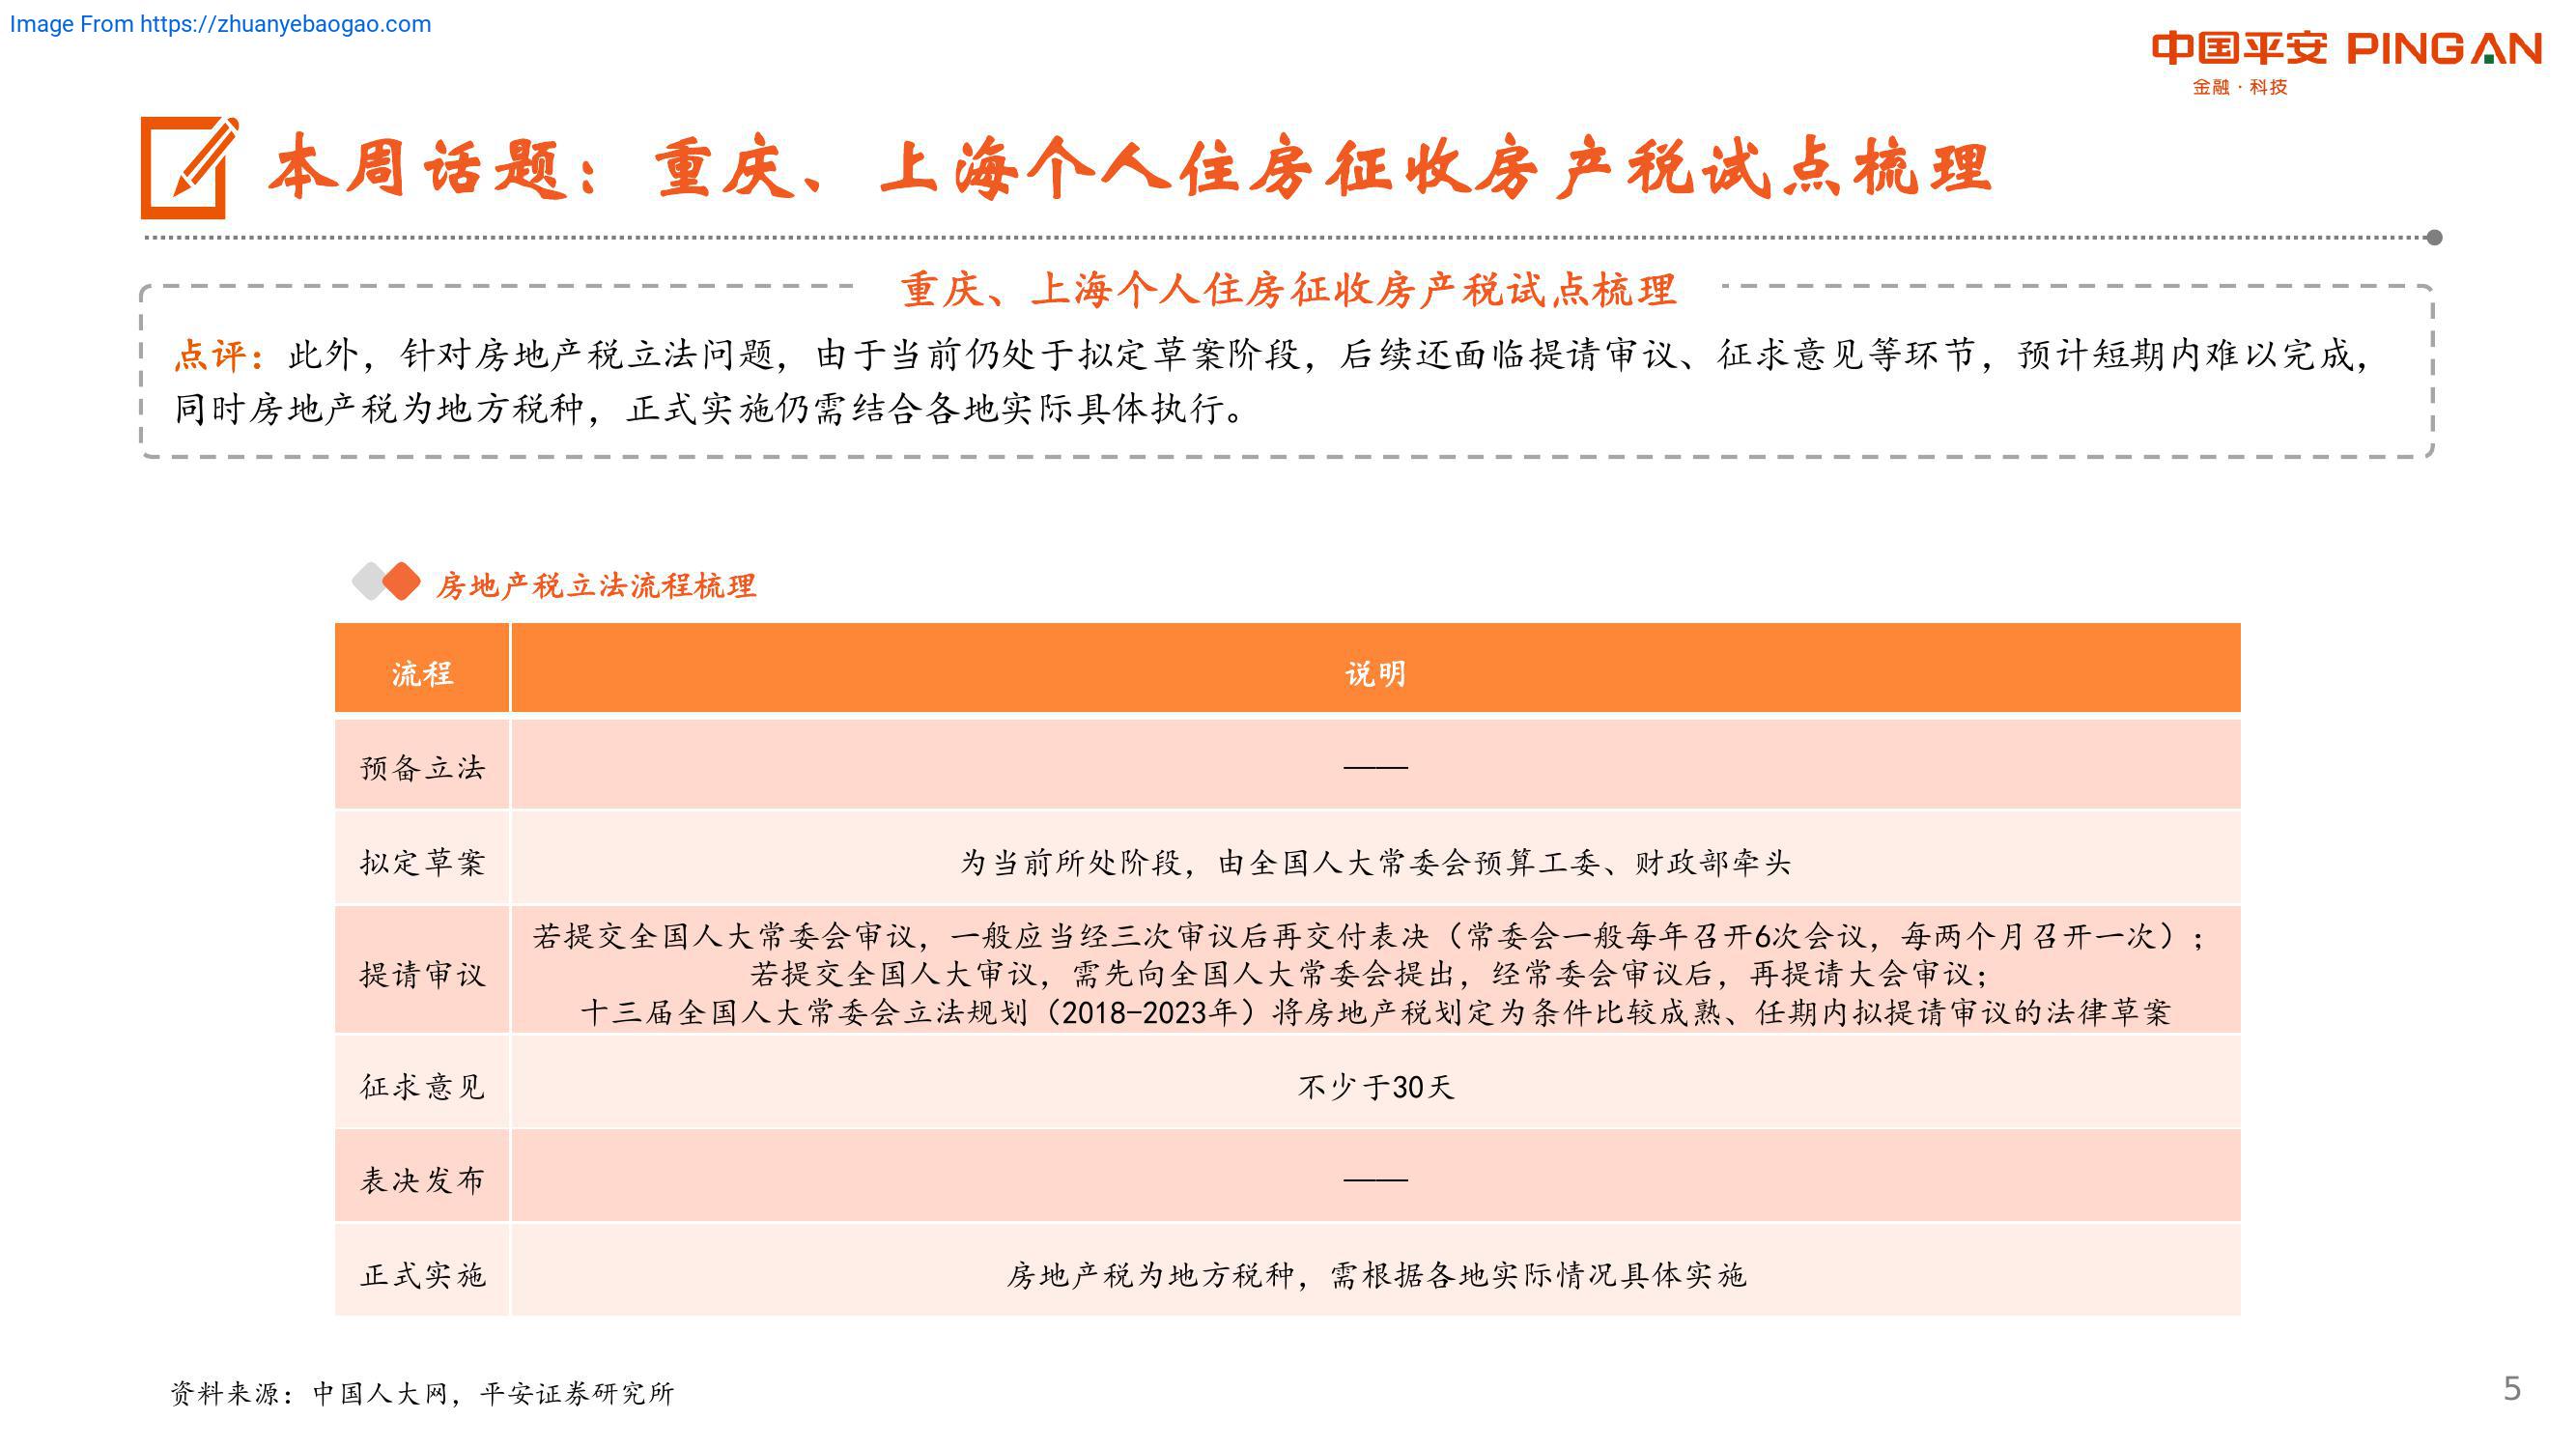 Image From https://zhuanyebaogao.com
中国平安 PINGAN
金融·科技
本周话题：重庆、上海个人住房征收房产税试点梳理
重庆、上海个人住房征收房产税试点梳理
点评：此外，针对房地产税立法问题，由于当前仍处于拟定草案阶段，后续还面临提请审议、征求意见等环节，预计短期内难以完成，
同时房地产税为地方税种，正式实施仍需结合各地实际具体执行。
房地产税立法流程梳理
流程 说明
预备立法 ——
拟定草案 为当前所处阶段，由全国人大常委会预算工委、财政部牵头
提请审议
若提交全国人大常委会审议，一般应当经三次审议后再交付表决（常委会一般每年召开6次会议，每两个月召开一次）；
若提交全国人大审议，需先向全国人大常委会提出，经常委会审议后，再提请大会审议；
十三届全国人大常委会立法规划（2018-2023年）将房地产税划定为条件比较成熟、任期内拟提请审议的法律草案
征求意见 不少于30天
表决发布 ——
正式实施 房地产税为地方税种，需根据各地实际情况具体实施
资料来源：中国人大网，平安证券研究所
5